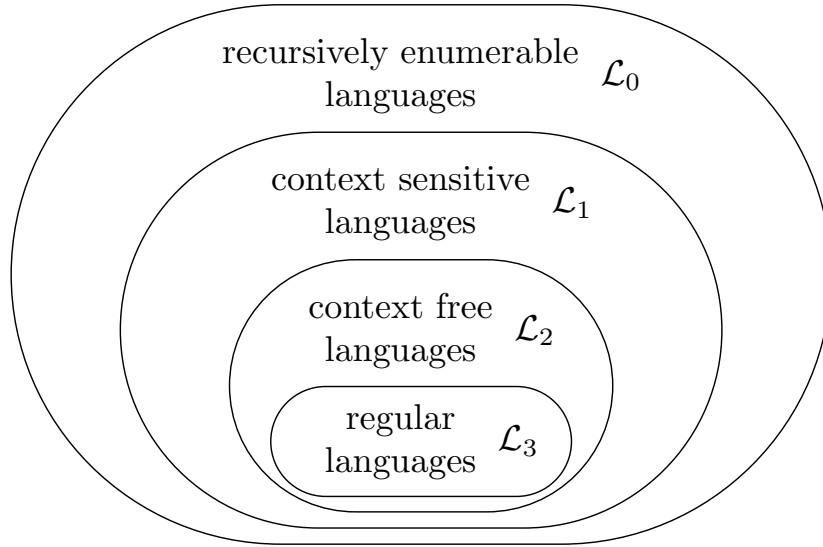 recursively enumerable
languages
ℒ₀
context sensitive
languages
ℒ₁
context free
languages
ℒ₂
regular
languages
ℒ₃